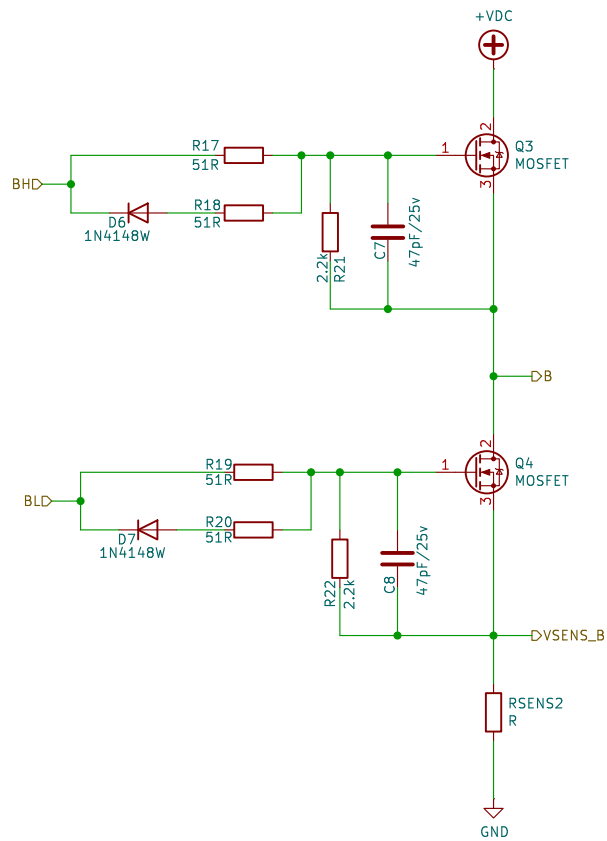 +VDC
2
R17
51R
1
Q3
MOSFET
BH
3
R18
51R
D6
1N4148W
2.2k
R21
C7
47pF/25v
B
2
R19
51R
1
Q4
MOSFET
BL
3
R20
51R
D7
1N4148W
R22
2.2k
C8
47pF/25v
VSENS_B
RSENS2
R
GND